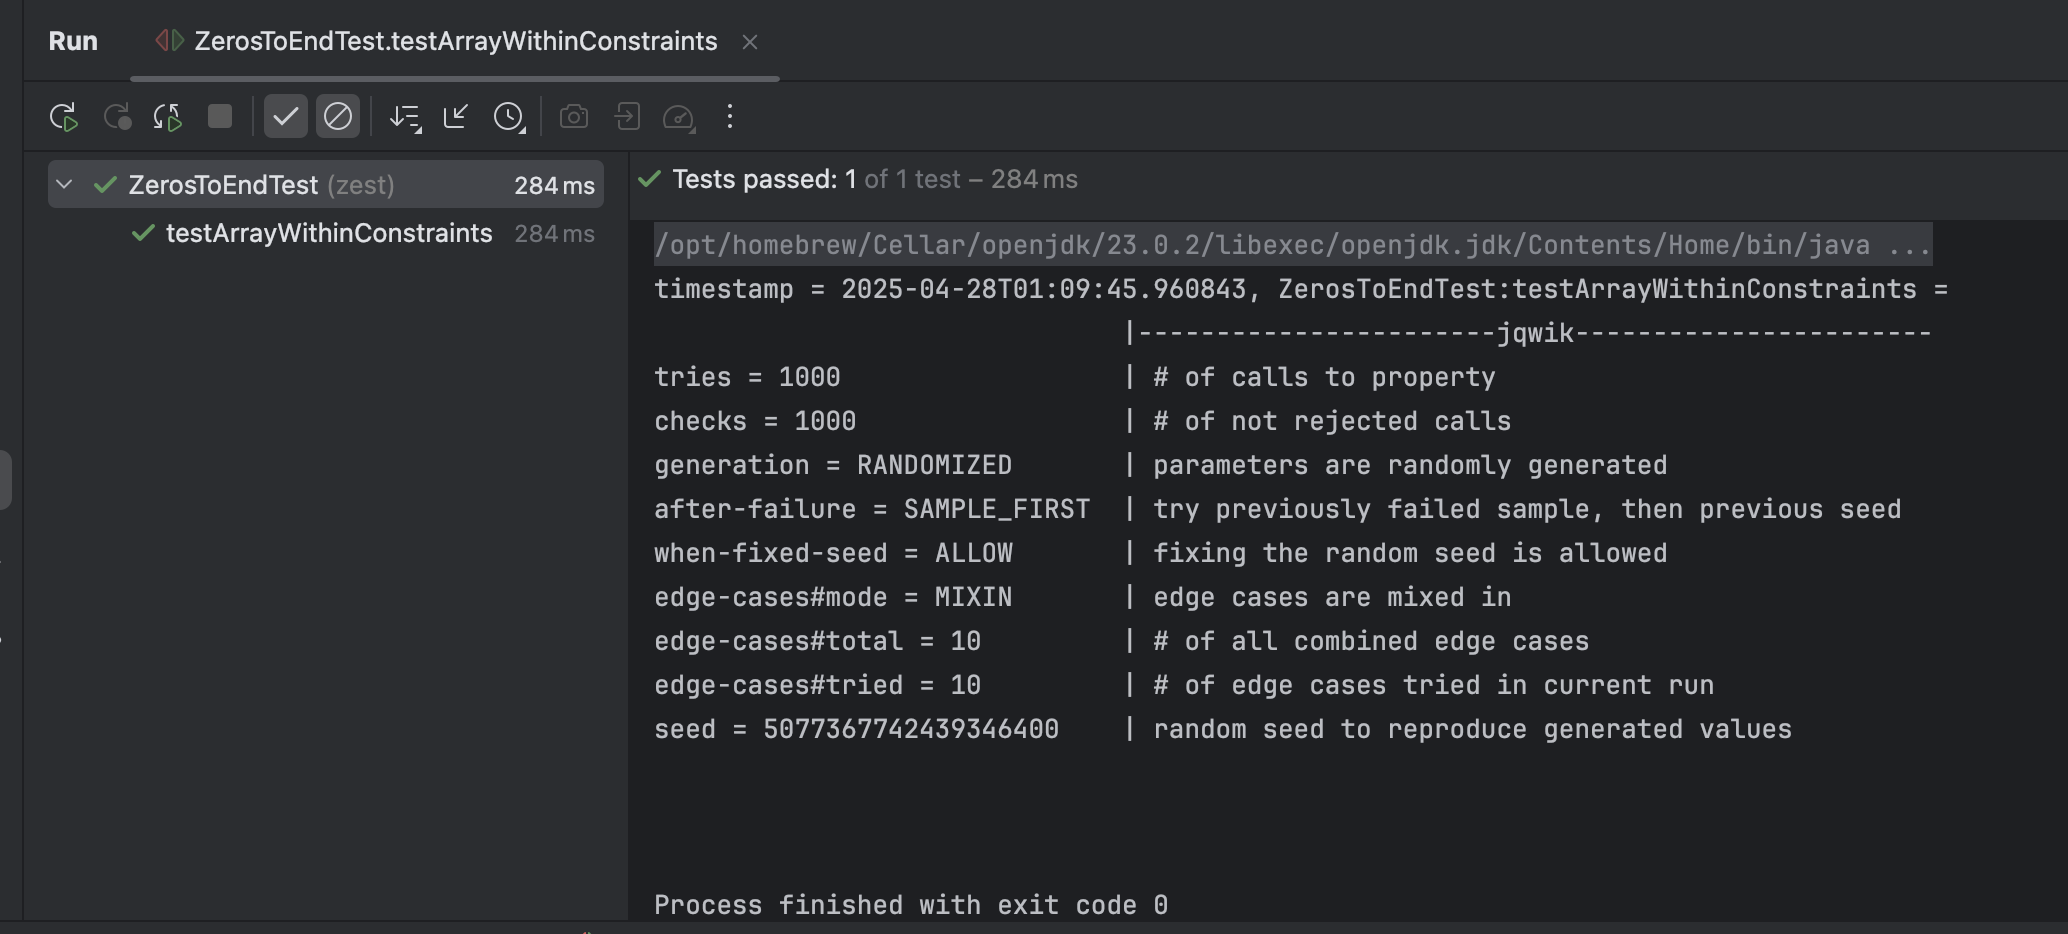 Run ZerosToEndTest.testArrayWithinConstraints
ZerosToEndTest (zest) 284 ms
testArrayWithinConstraints 284 ms
Tests passed: 1 of 1 test – 284 ms
/opt/homebrew/Cellar/openjdk/23.0.2/libexec/openjdk.jdk/Contents/Home/bin/java ...
timestamp = 2025-04-28T01:09:45.960843, ZerosToEndTest:testArrayWithinConstraints =
                              |-----------------------jqwik-----------------------
tries = 1000                  | # of calls to property
checks = 1000                 | # of not rejected calls
generation = RANDOMIZED       | parameters are randomly generated
after-failure = SAMPLE_FIRST  | try previously failed sample, then previous seed
when-fixed-seed = ALLOW       | fixing the random seed is allowed
edge-cases#mode = MIXIN       | edge cases are mixed in
edge-cases#total = 10         | # of all combined edge cases
edge-cases#tried = 10         | # of edge cases tried in current run
seed = 5077367742439346400    | random seed to reproduce generated values
Process finished with exit code 0